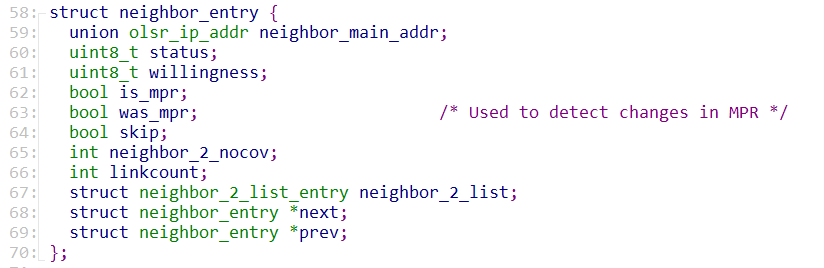 58: struct neighbor_entry {
59: union olsr_ip_addr neighbor_main_addr;
60: uint8_t status;
61: uint8_t willingness;
62: bool is_mpr;
63: bool was_mpr; /* Used to detect changes in MPR */
64: bool skip;
65: int neighbor_2_nocov;
66: int linkcount;
67: struct neighbor_2_list_entry neighbor_2_list;
68: struct neighbor_entry *next;
69: struct neighbor_entry *prev;
70: };